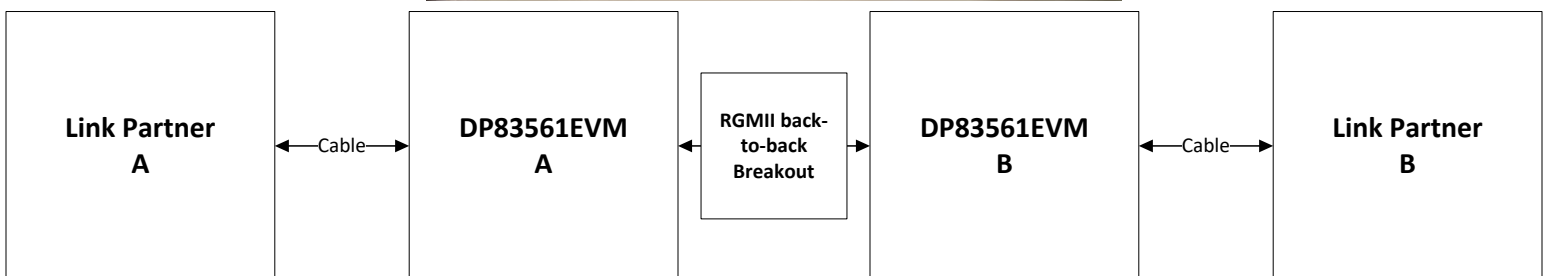 Link Partner
A
Cable
DP83561EVM
A
RGMII back-
to-back
Breakout
DP83561EVM
B
Cable
Link Partner
B